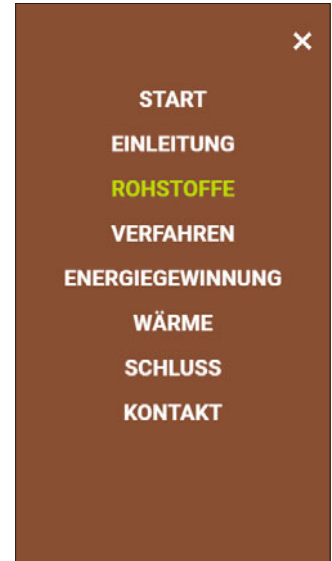 ×
START
EINLEITUNG
ROHSTOFFE
VERFAHREN
ENERGIEGEWINNUNG
WÄRME
SCHLUSS
KONTAKT